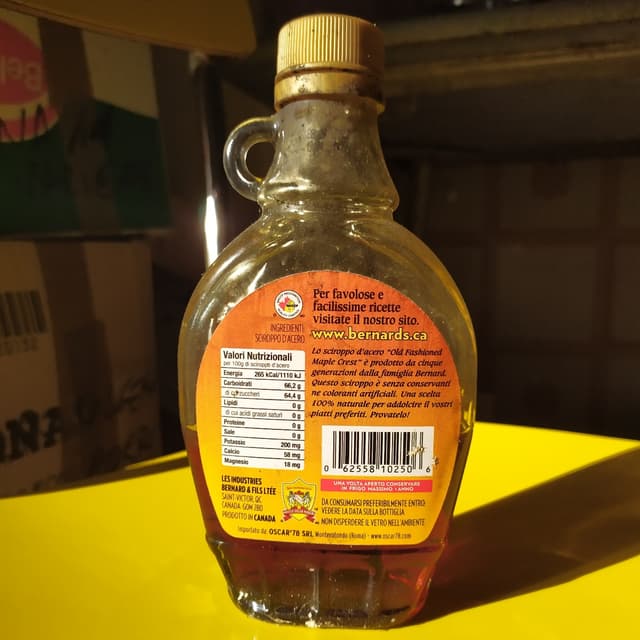 Per favolose e
facilissime ricette
visitate il nostro sito.
www.bernards.ca
INGREDIENTI:
SCIROPPO D'ACERO
Valori Nutrizionali
per 100g di sciroppo d'acero
Energia 265 kCal/1110 kJ
Carboidrati 66,2 g
di cui zuccheri 64,4 g
Lipidi 0 g
di cui acidi grassi saturi 0 g
Proteine 0 g
Sale 0 g
Potassio 200 mg
Calcio 58 mg
Magnesio 18 mg
Lo sciroppo d'acero "Old Fashioned
Maple Crest" è prodotto da cinque
generazioni dalla famiglia Bernard.
Questo sciroppo è senza conservanti
ne coloranti artificiali. Una scelta
100% naturale per addolcire il vostri
piatti preferiti. Provatelo!
0 62558 10250 6
UNA VOLTA APERTO CONSERVARE
IN FRIGO MASSIMO 1 ANNO
LES INDUSTRIES
BERNARD & FILS LTÉE
SAINT-VICTOR, QC
CANADA G0M 2B0
PRODOTTO IN CANADA
DA CONSUMARSI PREFERIBILMENTE ENTRO:
VEDERE LA DATA SULLA BOTTIGLIA
NON DISPERDERE IL VETRO NELL'AMBIENTE
Importato da: OSCAR'78 SRL Monterotondo (Roma) - www.oscar78.com